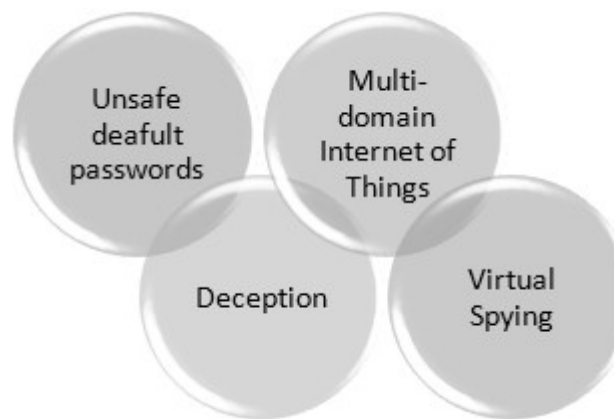 Unsafe
deafult
passwords
Multi-
domain
Internet of
Things
Deception
Virtual
Spying